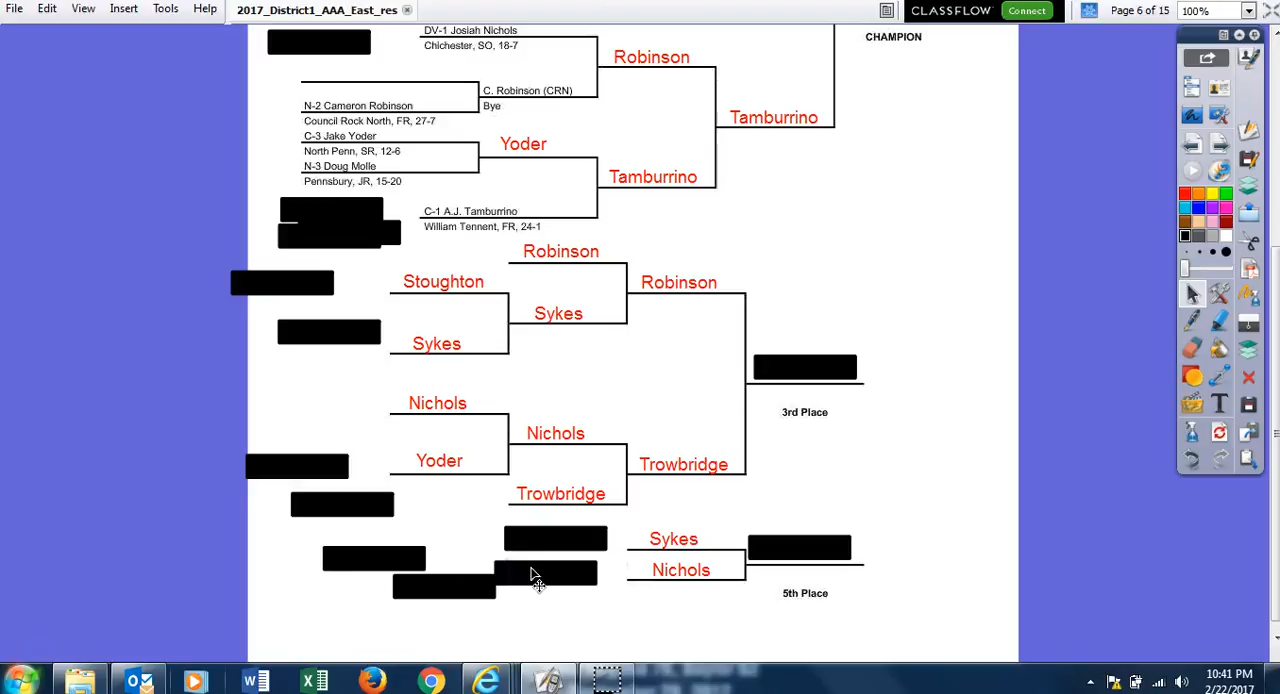 File Edit View Insert Tools Help 2017_District1_AAA_East_res CLASSFLOW Connect Page 6 of 15 100%
DV-1 Josiah Nichols
Chichester, SO, 18-7
CHAMPION
Robinson
C. Robinson (CRN)
N-2 Cameron Robinson
Bye
Council Rock North, FR, 27-7
Tamburrino
C-3 Jake Yoder
North Penn, SR, 12-6
Yoder
N-3 Doug Molle
Pennsbury, JR, 15-20
Tamburrino
C-1 A.J. Tamburrino
William Tennent, FR, 24-1
Robinson
Stoughton
Robinson
Sykes
Sykes
3rd Place
Nichols
Nichols
Yoder
Trowbridge
Trowbridge
Sykes
Nichols
5th Place
10:41 PM
2/22/2017